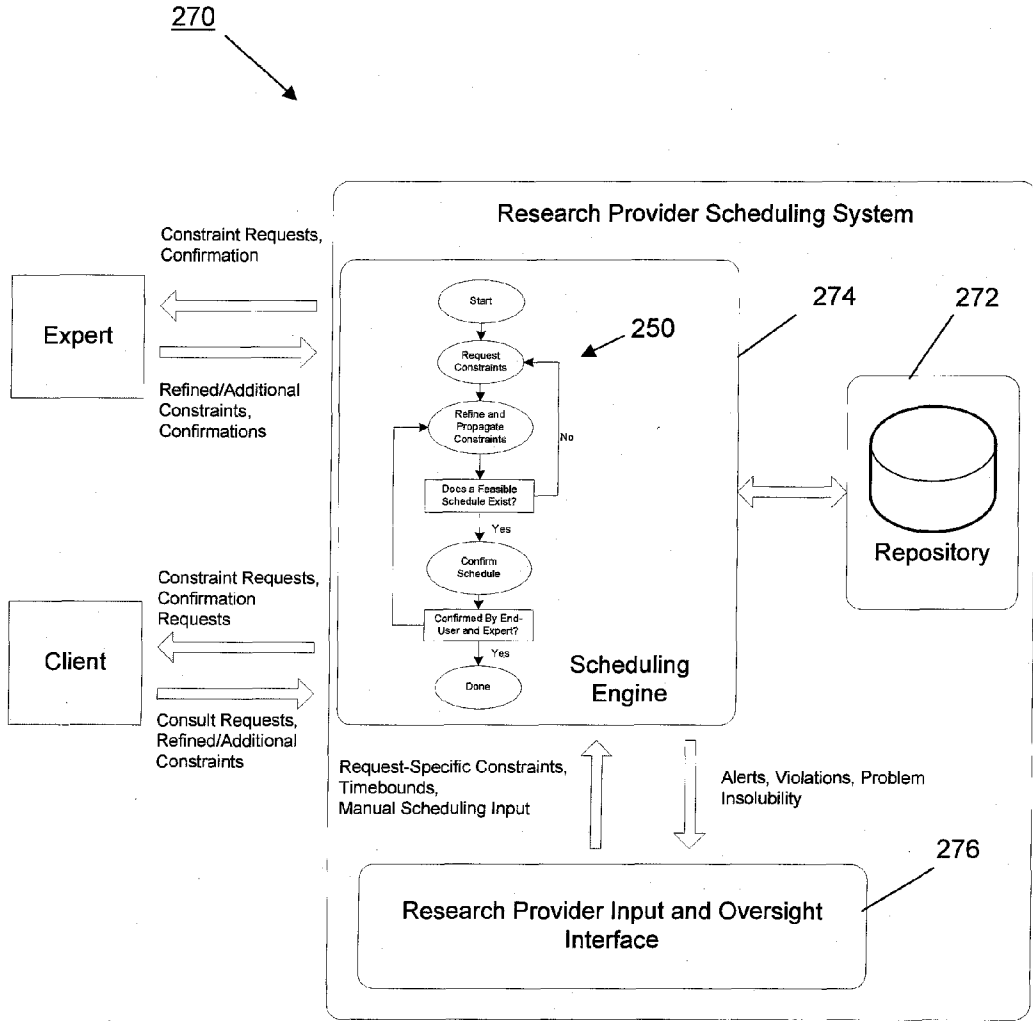 270
Research Provider Scheduling System
Constraint Requests,
Confirmation
Expert
Refined/Additional
Constraints,
Confirmations
Start
Request
Constraints
Refine and
Propagate
Constraints
No
Does a Feasible
Schedule Exist?
Yes
Confirm
Schedule
Confirmed By End-
User and Expert?
Yes
Done
250
274
272
Scheduling
Engine
Repository
Constraint Requests,
Confirmation
Requests
Client
Consult Requests,
Refined/Additional
Constraints
Request-Specific Constraints,
Timebounds,
Manual Scheduling Input
Alerts, Violations, Problem
Insolubility
276
Research Provider Input and Oversight
Interface